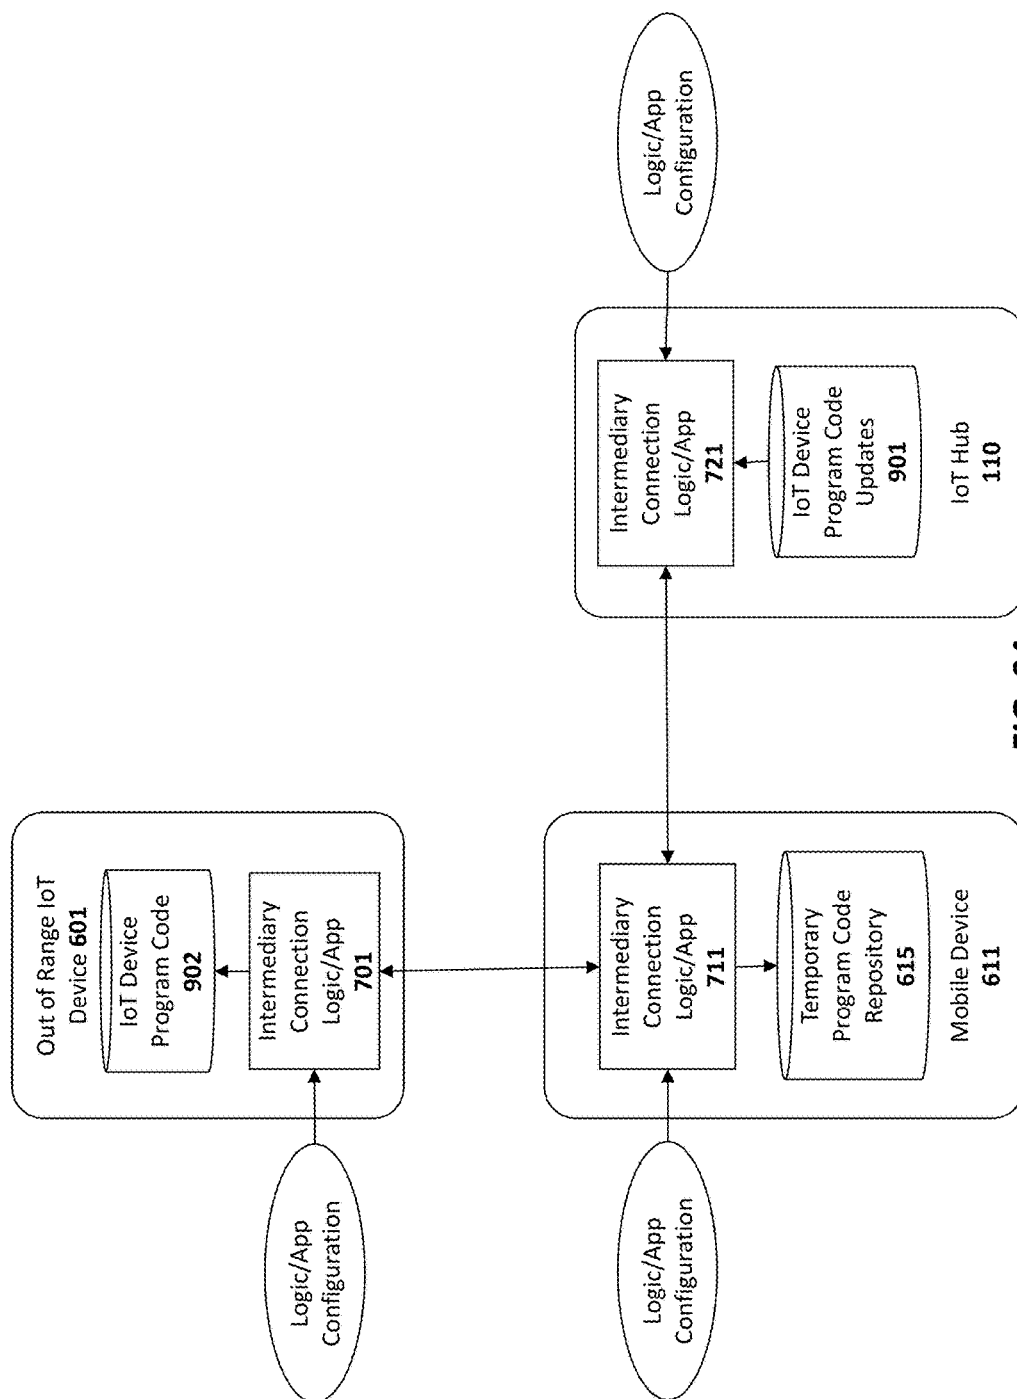 Out of Range IoT
Device 601
IoT Device
Program Code
902
Logic/App
Configuration
Intermediary
Connection
Logic/App
701
Logic/App
Configuration
Intermediary
Connection
Logic/App
711
Temporary
Program Code
Repository
615
Mobile Device
611
Intermediary
Connection
Logic/App
721
IoT Device
Program Code
Updates
901
IoT Hub
110
Logic/App
Configuration